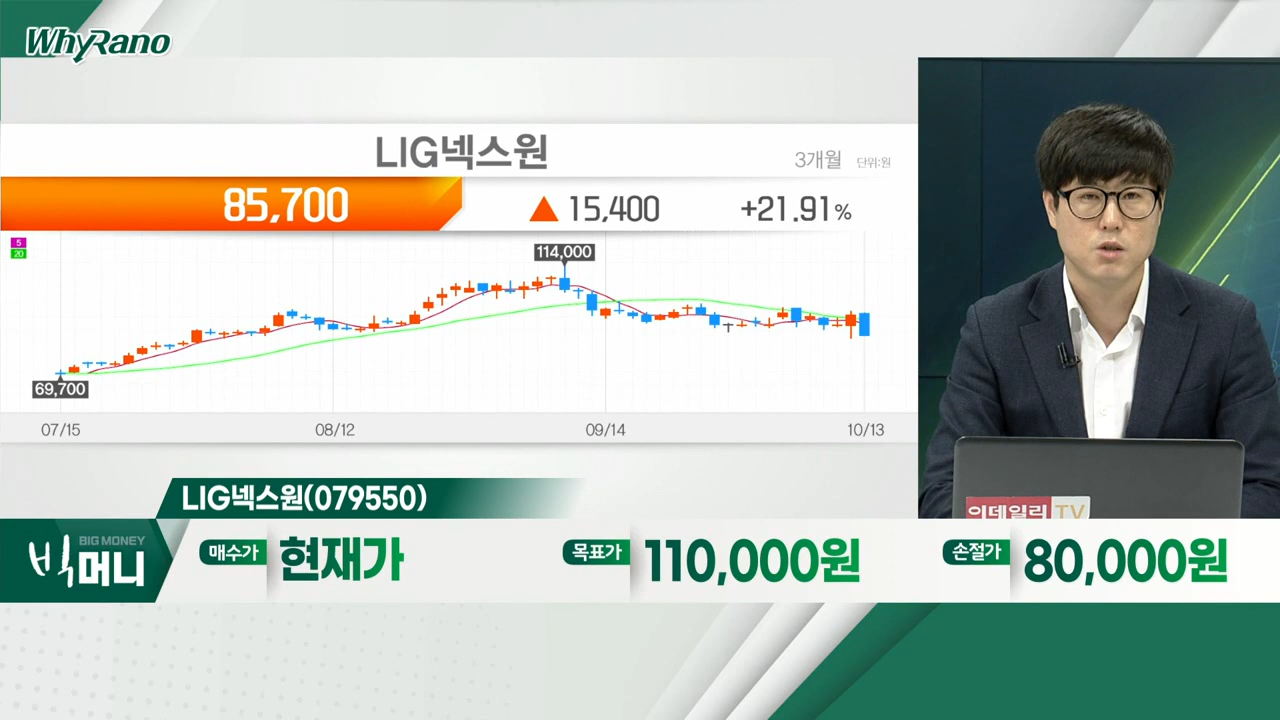 WhyRano
LIG넥스원
3개월 단위:원
85,700 ▲ 15,400 +21.91%
5
20
114,000
69,700
07/15 08/12 09/14 10/13
LIG넥스원(079550)
이데일리TV
BIG MONEY
빅머니
매수가 현재가 목표가 110,000원 손절가 80,000원